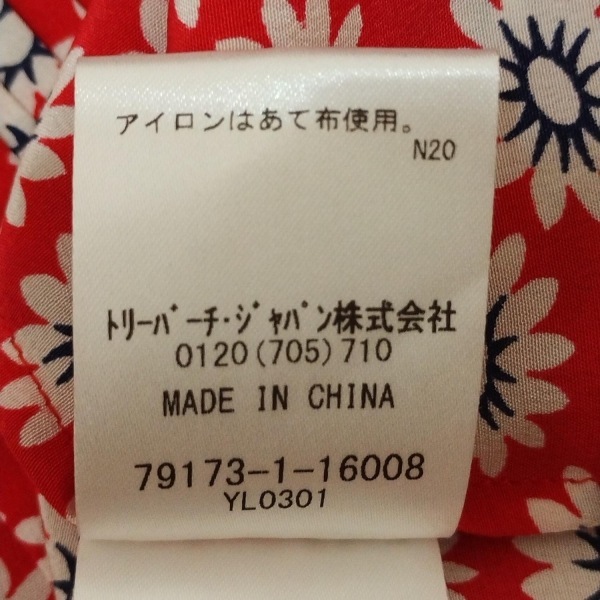 アイロンはあて布使用。
N20
トリーバーチ・ジャパン株式会社
0120(705)710
MADE IN CHINA
79173-1-16008
YL0301